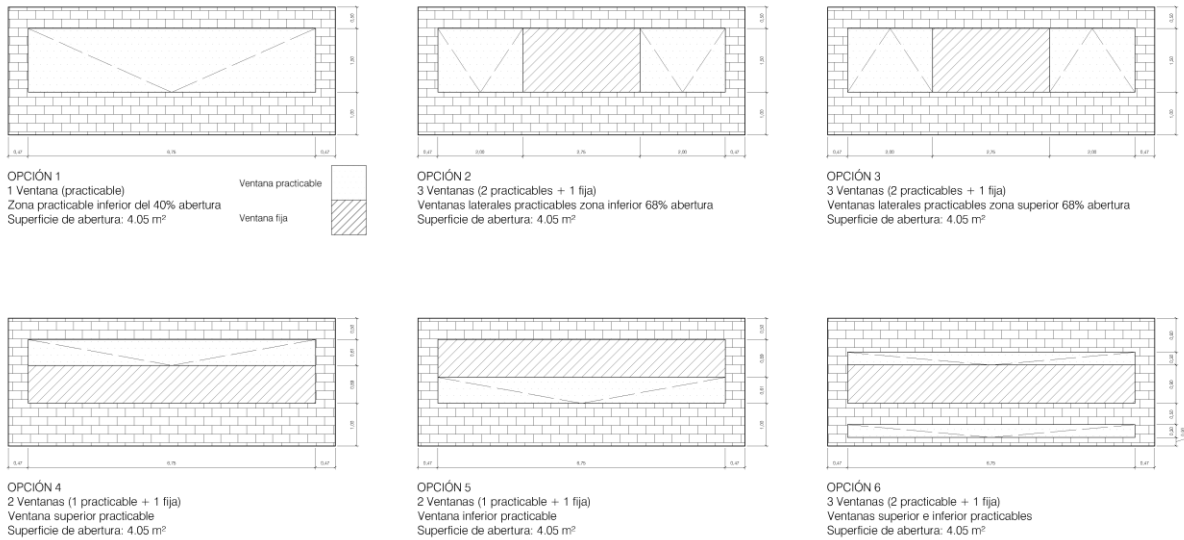 OPCIÓN 1
1 Ventana (practicable)
Zona practicable inferior del 40% abertura
Superficie de abertura: 4.05 m²
Ventana practicable
Ventana fija
OPCIÓN 2
3 Ventanas (2 practicables + 1 fija)
Ventanas laterales practicables zona inferior 68% abertura
Superficie de abertura: 4.05 m²
OPCIÓN 3
3 Ventanas (2 practicables + 1 fija)
Ventanas laterales practicables zona superior 68% abertura
Superficie de abertura: 4.05 m²
OPCIÓN 4
2 Ventanas (1 practicable + 1 fija)
Ventana superior practicable
Superficie de abertura: 4.05 m²
OPCIÓN 5
2 Ventanas (1 practicable + 1 fija)
Ventana inferior practicable
Superficie de abertura: 4.05 m²
OPCIÓN 6
3 Ventanas (2 practicable + 1 fija)
Ventanas superior e inferior practicables
Superficie de abertura: 4.05 m²